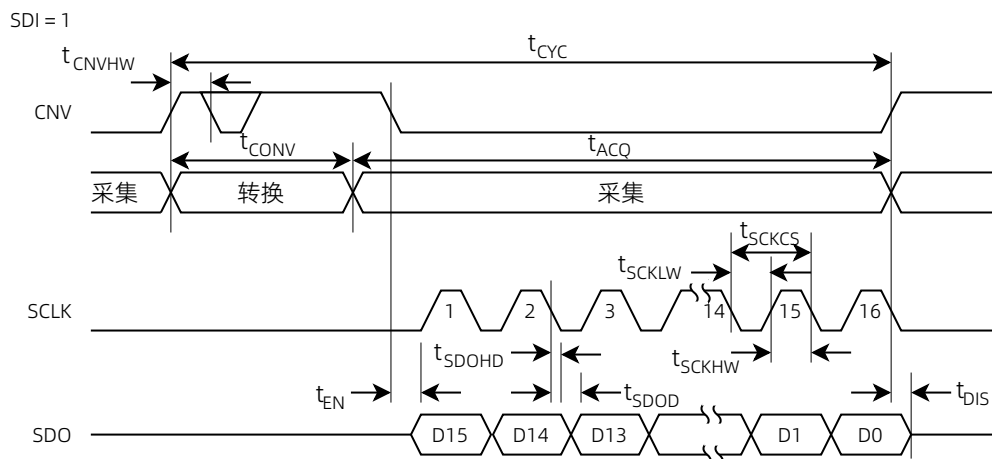 SDI = 1
tCYC
tCNVHW
CNV
tCONV
tACQ
采集 转换 采集
tSCKCS
tSCKLW
SCLK 1 2 3 14 15 16
tSDOHD
tSCKHW
tEN
tSDOD
tDIS
SDO D15 D14 D13 D1 D0